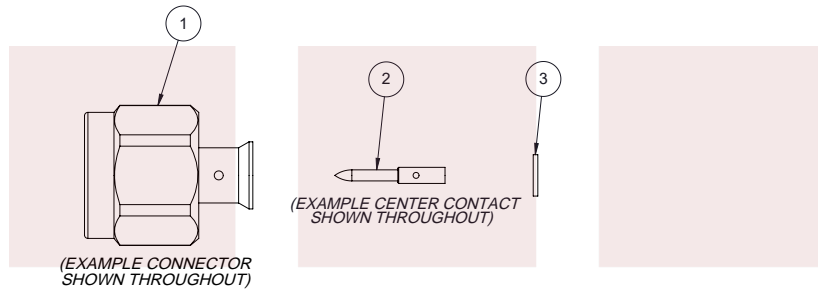 1
2
3
(EXAMPLE CENTER CONTACT
SHOWN THROUGHOUT)
(EXAMPLE CONNECTOR
SHOWN THROUGHOUT)